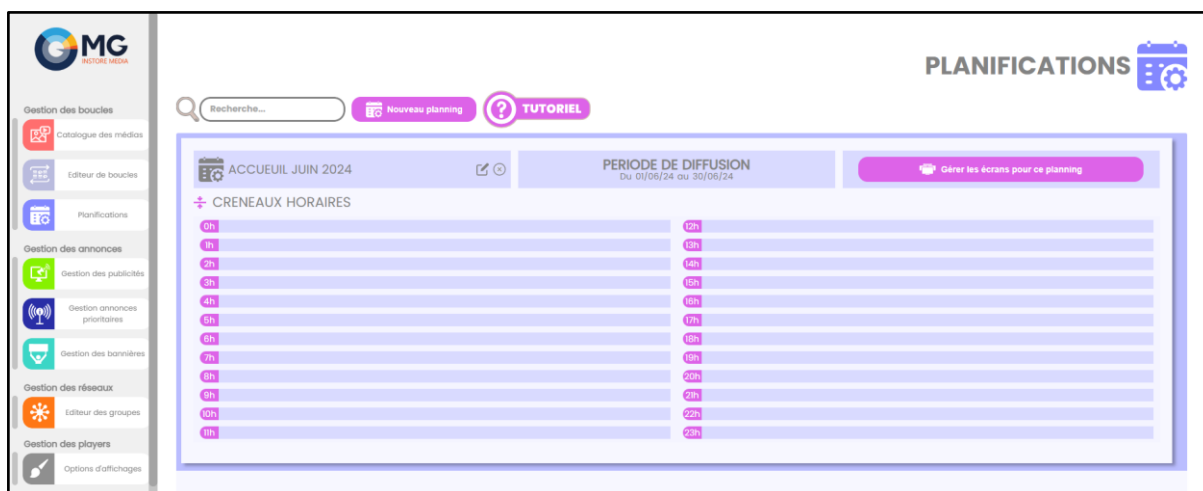 MG
INSTORE MEDIA
PLANIFICATIONS
Gestion des boucles
Catalogue des médias
Editeur de boucles
Planifications
Gestion des annonces
Gestion des publicités
Gestion annonces
prioritaires
Gestion des bannières
Gestion des réseaux
Editeur des groupes
Gestion des players
Options d'affichages
Recherche...
Nouveau planning
? TUTORIEL
ACCUEUIL JUIN 2024
PERIODE DE DIFFUSION
Du 01/06/24 au 30/06/24
Gérer les écrans pour ce planning
CRENEAUX HORAIRES
0h
1h
2h
3h
4h
5h
6h
7h
8h
9h
10h
11h
12h
13h
14h
15h
16h
17h
18h
19h
20h
21h
22h
23h